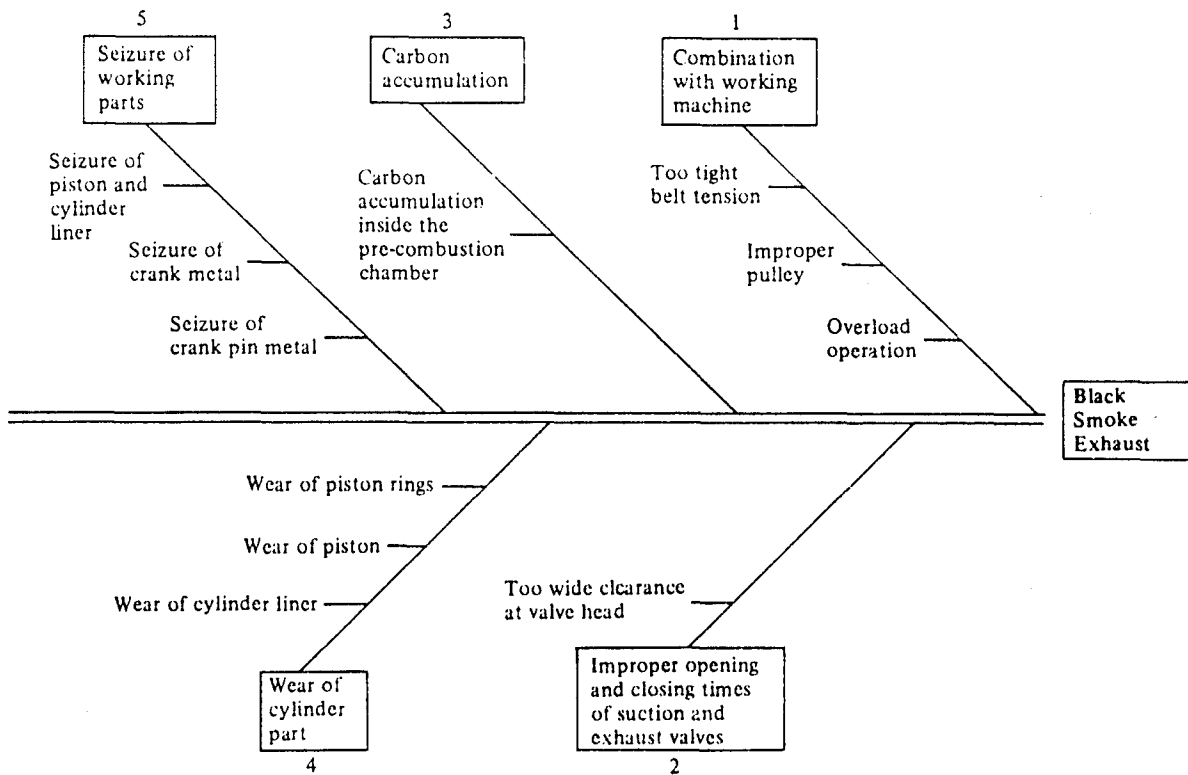 5
Seizure of
working
parts
3
Carbon
accumulation
1
Combination
with working
machine
Seizure of
piston and
cylinder
liner
Seizure of
crank metal
Seizure of
crank pin metal
Carbon
accumulation
inside the
pre-combustion
chamber
Too tight
belt tension
Improper
pulley
Overload
operation
Black
Smoke
Exhaust
Wear of piston rings
Wear of piston
Wear of cylinder liner
Wear of
cylinder
part
4
Too wide clearance
at valve head
Improper opening
and closing times
of suction and
exhaust valves
2